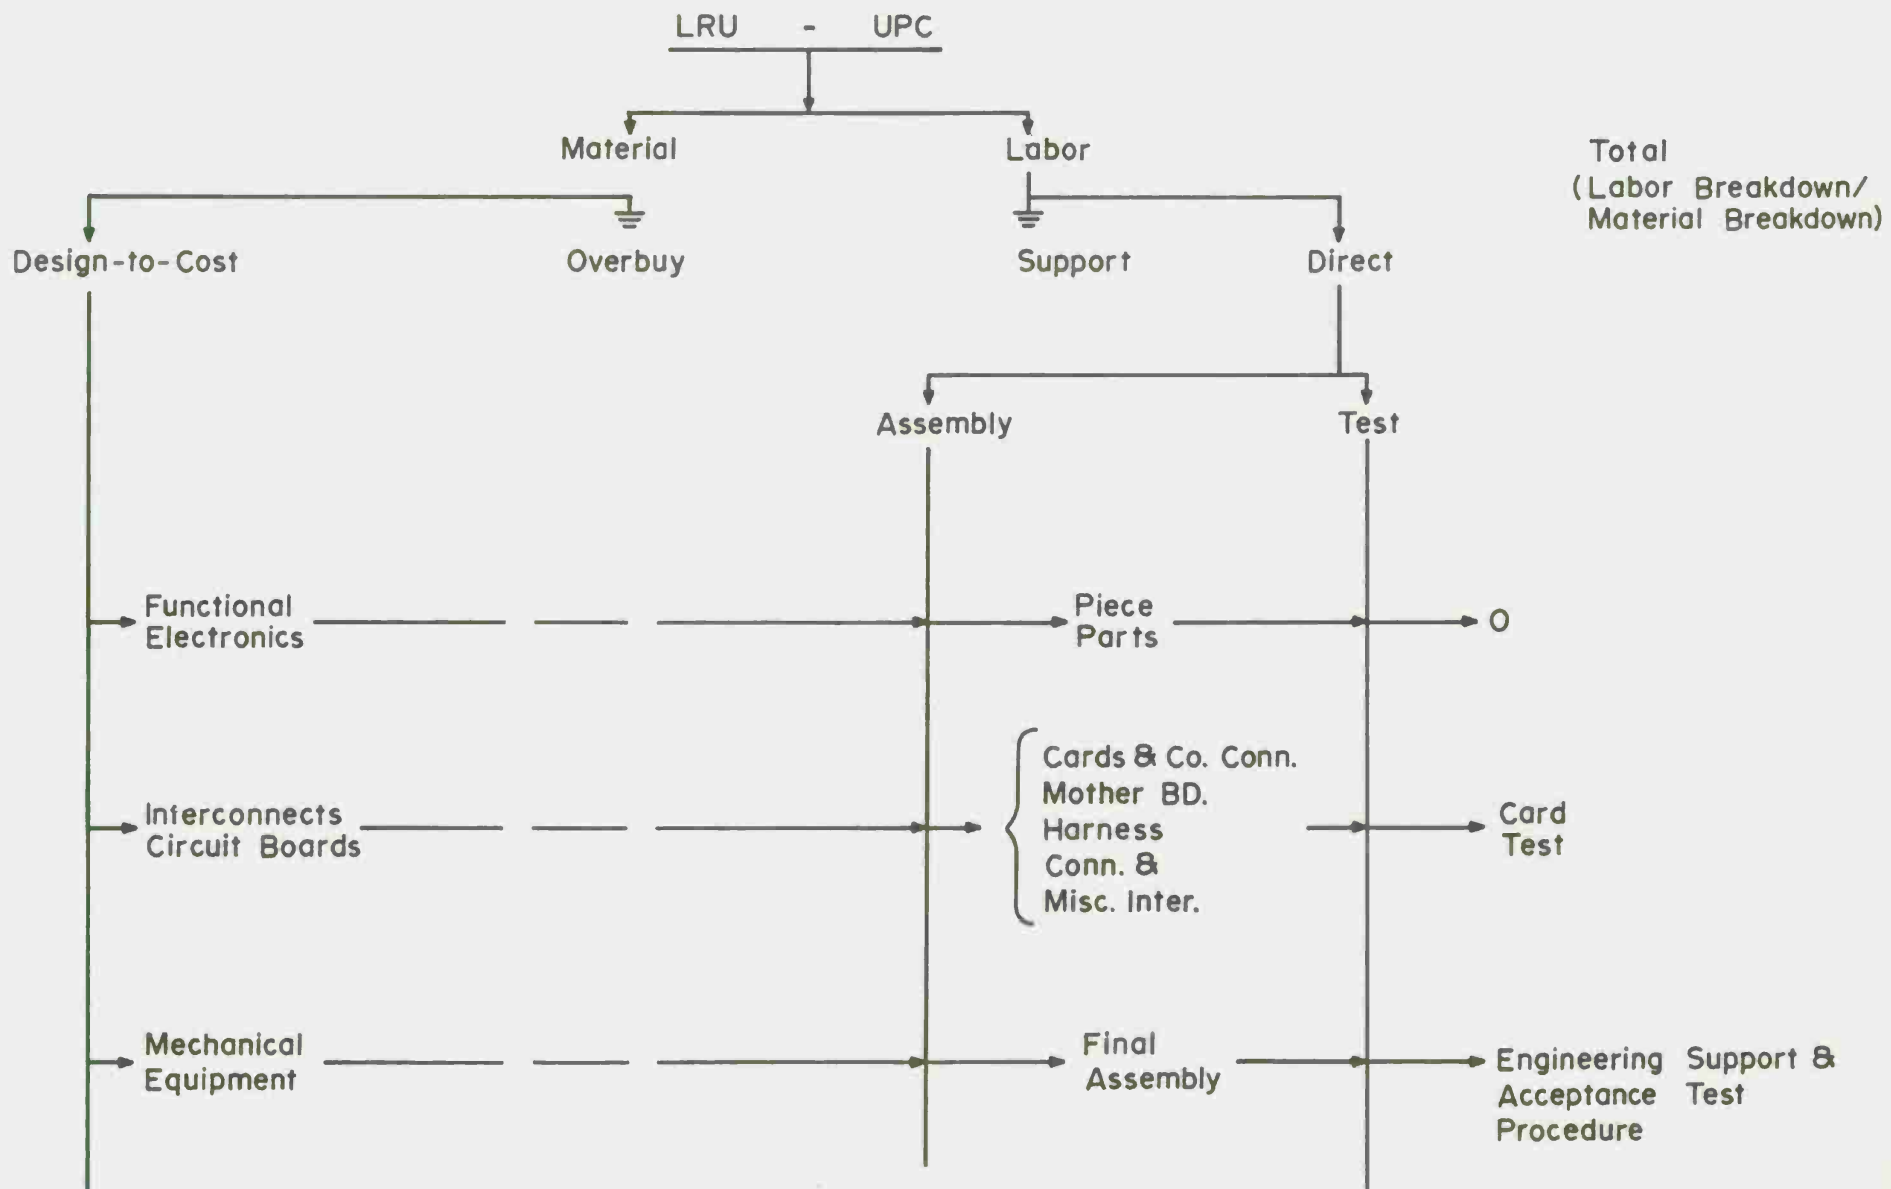 LRU - UPC
Material
Labor
Total
(Labor Breakdown/
Material Breakdown)
Design-to-Cost
Overbuy
Support
Direct
Assembly
Test
Functional
Electronics
Piece
Parts
O
Interconnects
Circuit Boards
Cards & Co. Conn.
Mother BD.
Harness
Conn. &
Misc. Inter.
Card
Test
Mechanical
Equipment
Final
Assembly
Engineering Support &
Acceptance Test
Procedure